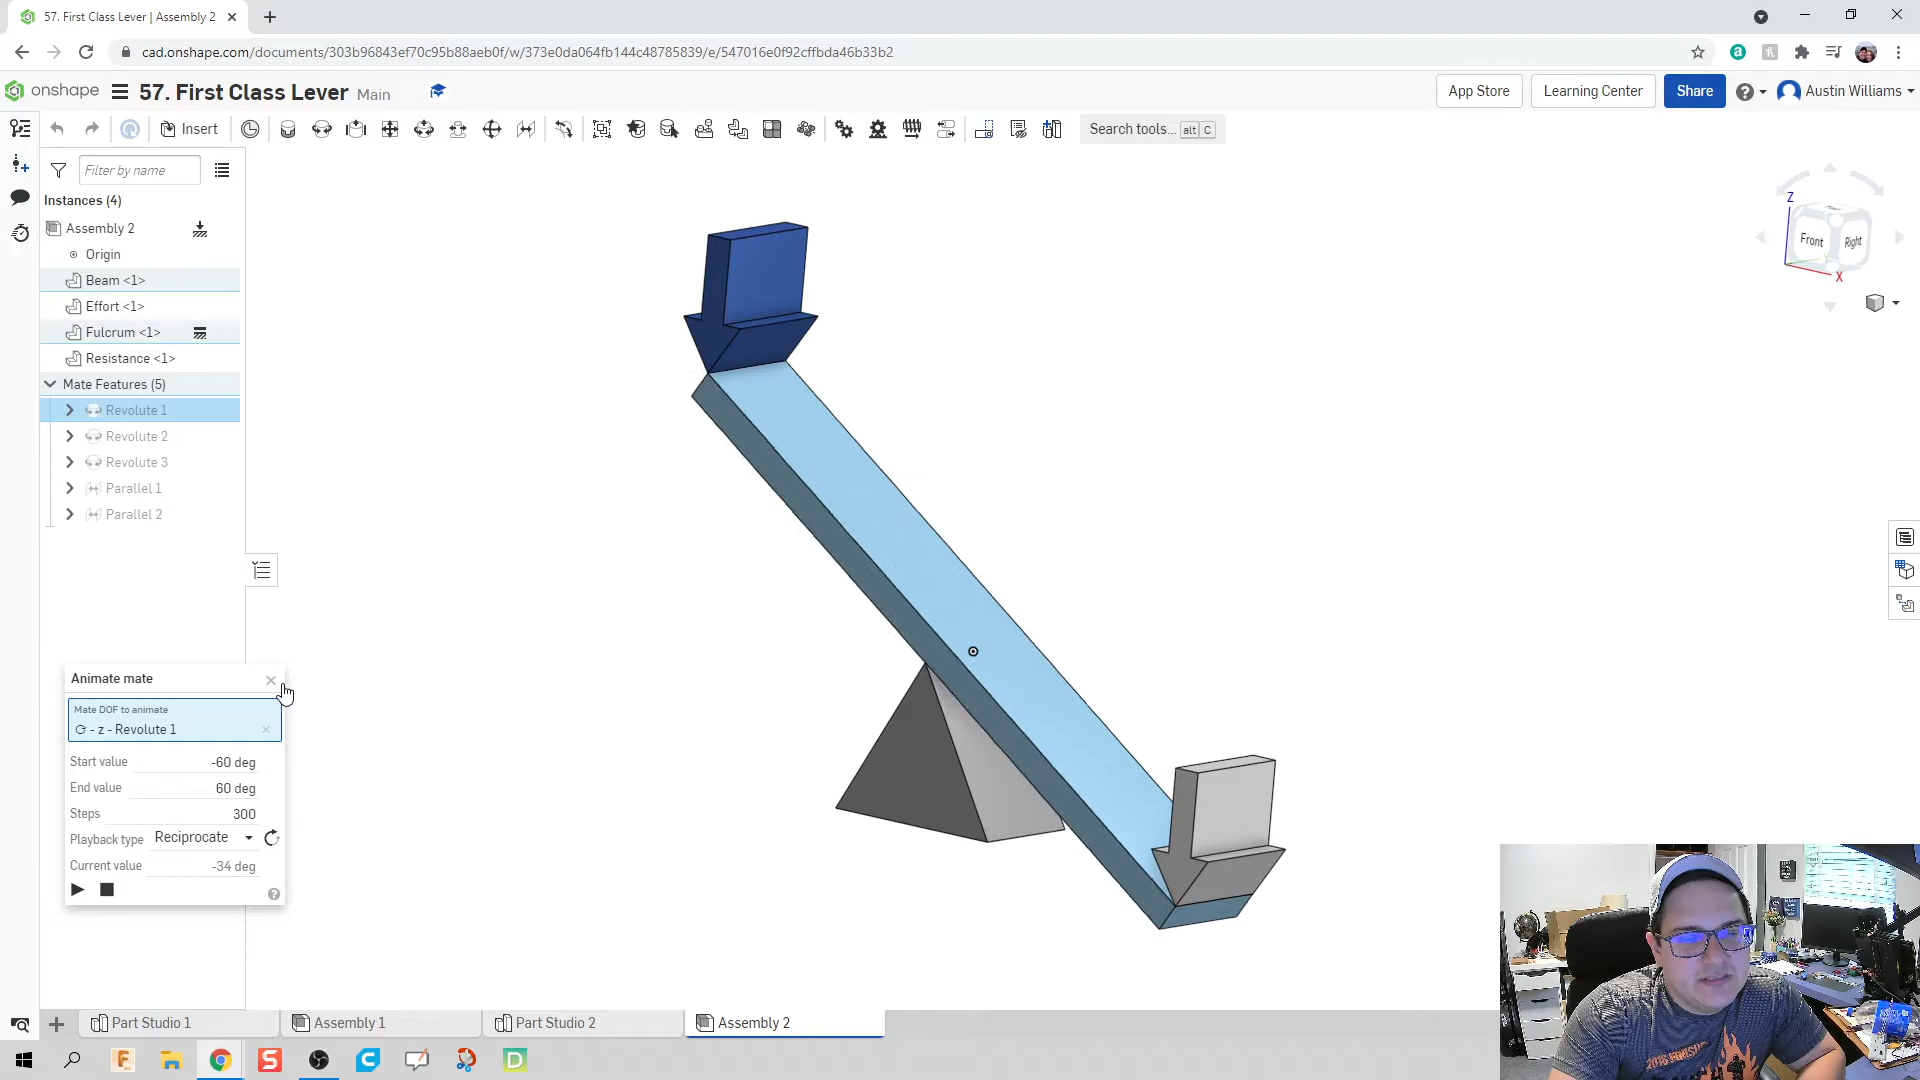 57. First Class Lever | Assembly 2
cad.onshape.com/documents/303b96843ef70c95b88aeb0f/w/373e0da064fb144c48785839/e/547016e0f92cffbda46b33b2
onshape
57. First Class Lever Main
App Store
Learning Center
Share
Austin Williams
Insert
Search tools... alt C
Filter by name
Instances (4)
Assembly 2
Origin
Beam <1>
Effort <1>
Fulcrum <1>
Resistance <1>
Mate Features (5)
Revolute 1
Revolute 2
Revolute 3
Parallel 1
Parallel 2
Z
Front
Right
X
Animate mate
Mate DOF to animate
- z - Revolute 1
Start value -60 deg
End value 60 deg
Steps 300
Playback type Reciprocate
Current value -34 deg
2016 FINISHER
Part Studio 1
Assembly 1
Part Studio 2
Assembly 2